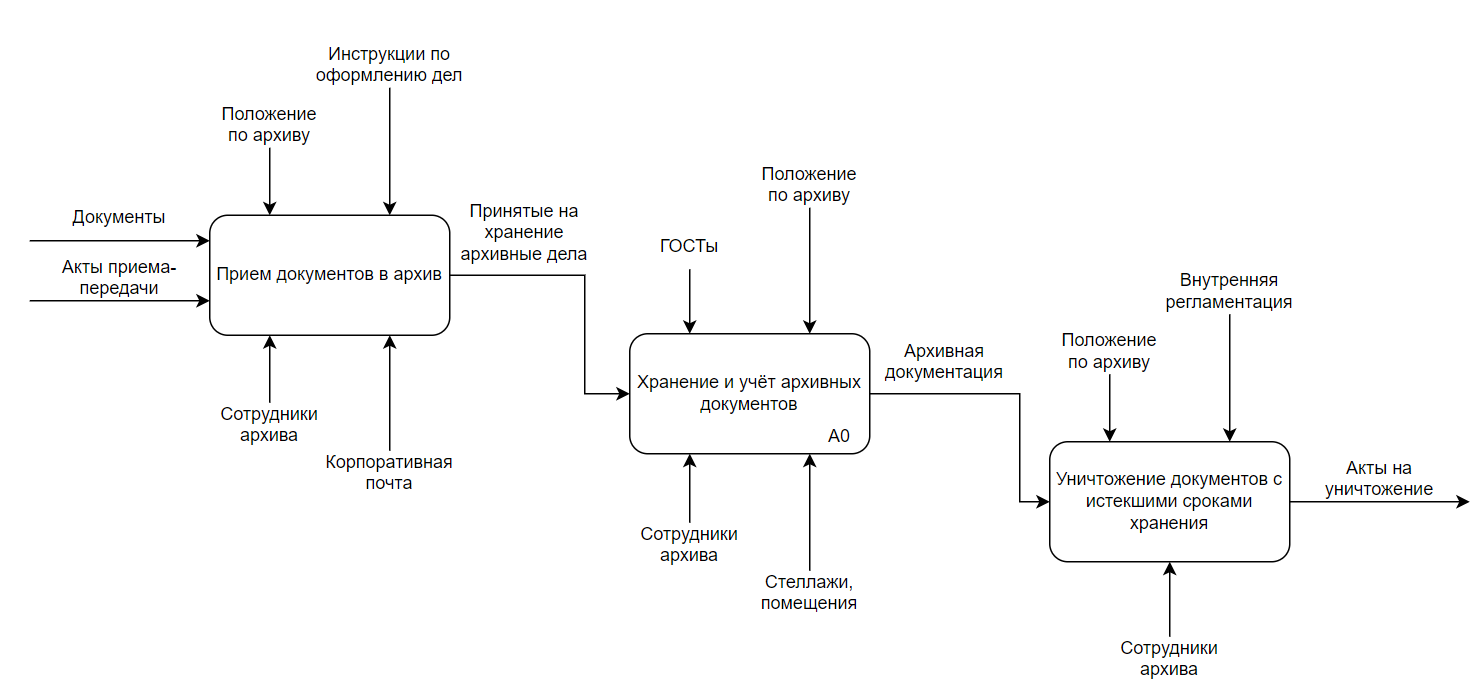 Инструкции по
оформлению дел
Положение
по архиву
Документы
Акты приема-
передачи
Прием документов в архив
Сотрудники
архива
Корпоративная
почта
Принятые на
хранение
архивные дела
ГОСТы
Положение
по архиву
Хранение и учёт архивных
документов
А0
Сотрудники
архива
Стеллажи,
помещения
Архивная
документация
Внутренняя
регламентация
Положение
по архиву
Уничтожение документов с
истекшими сроками
хранения
Сотрудники
архива
Акты на
уничтожение